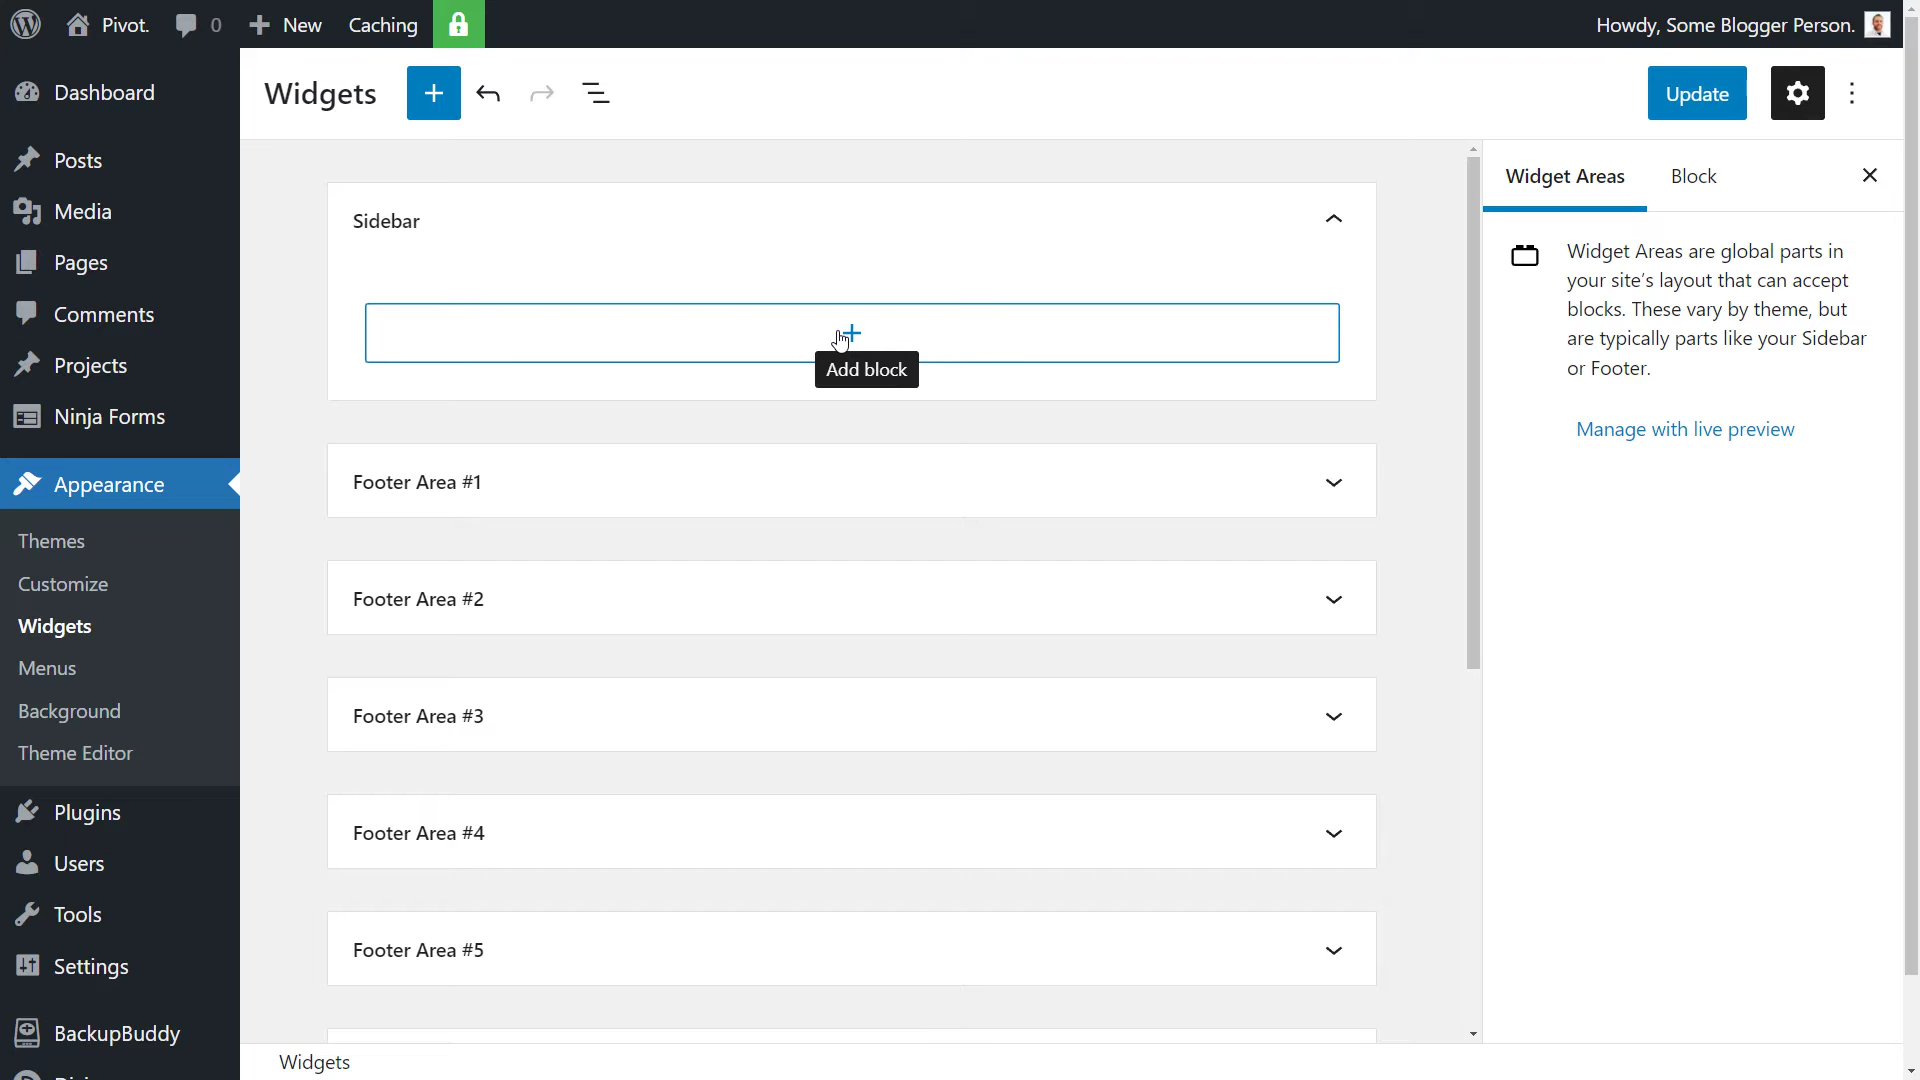 Pivot. 0 New Caching Howdy, Some Blogger Person.
Dashboard
Posts
Media
Pages
Comments
Projects
Ninja Forms
Appearance
Themes
Customize
Widgets
Menus
Background
Theme Editor
Plugins
Users
Tools
Settings
BackupBuddy
Widgets
Update
Sidebar
Add block
Footer Area #1
Footer Area #2
Footer Area #3
Footer Area #4
Footer Area #5
Widget Areas Block
Widget Areas are global parts in
your site's layout that can accept
blocks. These vary by theme, but
are typically parts like your Sidebar
or Footer.
Manage with live preview
Widgets